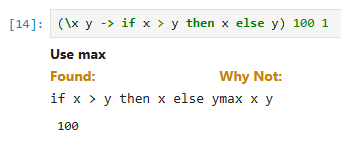 [14]: (\x y -> if x > y then x else y) 100 1
Use max
Found: Why Not:
if x > y then x else ymax x y
100